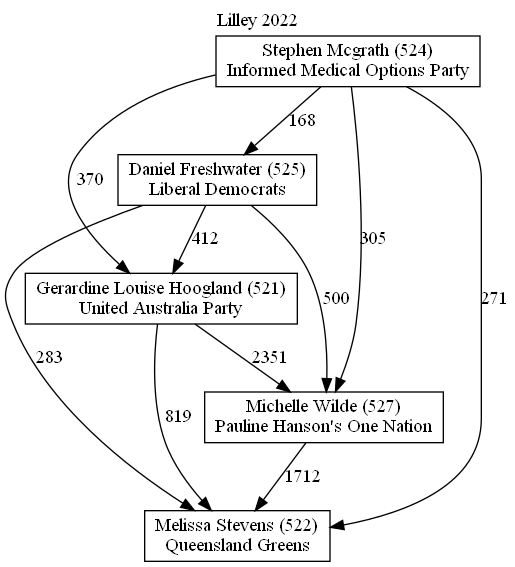 Lilley 2022
Stephen Mcgrath (524)
Informed Medical Options Party
168
Daniel Freshwater (525)
Liberal Democrats
370
412
305
Gerardine Louise Hoogland (521)
United Australia Party
500
271
283
2351
Michelle Wilde (527)
Pauline Hanson's One Nation
819
1712
Melissa Stevens (522)
Queensland Greens